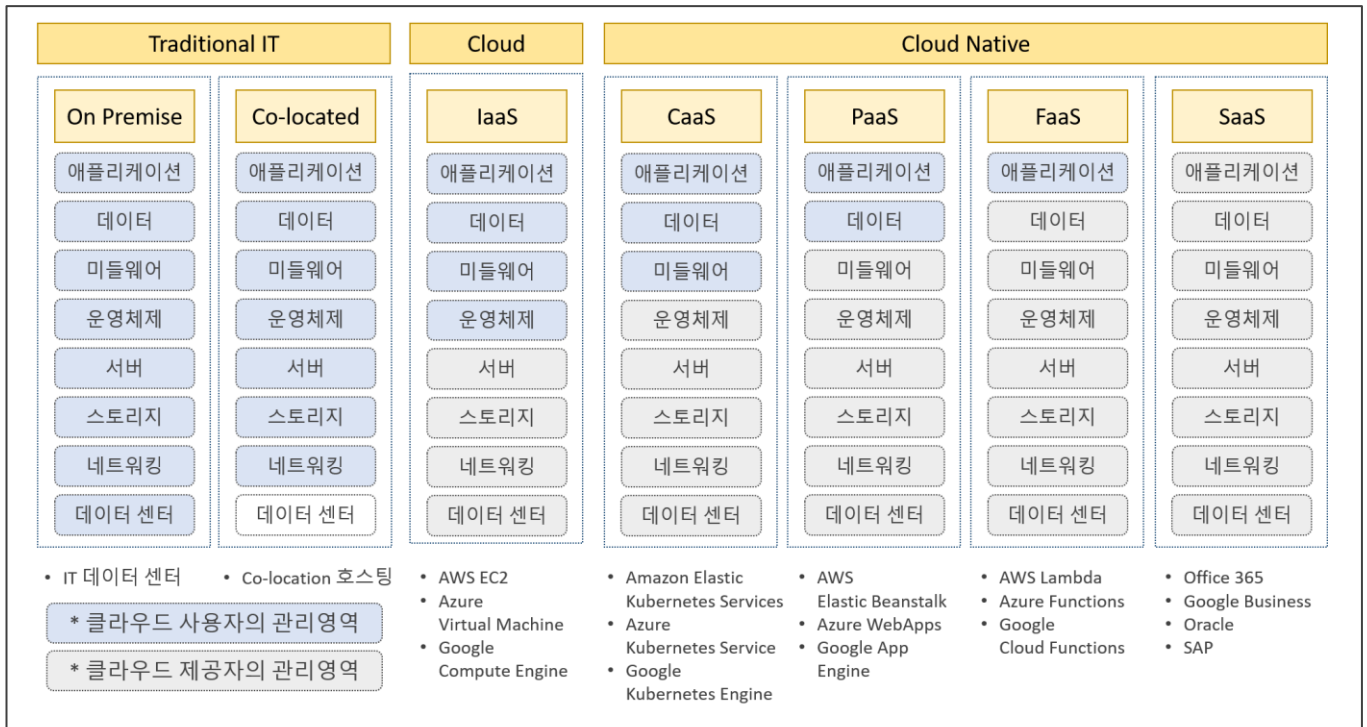 Traditional IT
Cloud
Cloud Native
On Premise
애플리케이션
데이터
미들웨어
운영체제
서버
스토리지
네트워킹
데이터 센터
• IT 데이터 센터
Co-located
애플리케이션
데이터
미들웨어
운영체제
서버
스토리지
네트워킹
데이터 센터
• Co-location 호스팅
* 클라우드 사용자의 관리영역
* 클라우드 제공자의 관리영역
IaaS
애플리케이션
데이터
미들웨어
운영체제
서버
스토리지
네트워킹
데이터 센터
• AWS EC2
• Azure
Virtual Machine
• Google
Compute Engine
CaaS
애플리케이션
데이터
미들웨어
운영체제
서버
스토리지
네트워킹
데이터 센터
• Amazon Elastic
Kubernetes Services
• Azure
Kubernetes Service
• Google
Kubernetes Engine
PaaS
애플리케이션
데이터
미들웨어
운영체제
서버
스토리지
네트워킹
데이터 센터
• AWS
Elastic Beanstalk
• Azure WebApps
• Google App
Engine
FaaS
애플리케이션
데이터
미들웨어
운영체제
서버
스토리지
네트워킹
데이터 센터
• AWS Lambda
• Azure Functions
• Google
Cloud Functions
SaaS
애플리케이션
데이터
미들웨어
운영체제
서버
스토리지
네트워킹
데이터 센터
• Office 365
• Google Business
• Oracle
• SAP